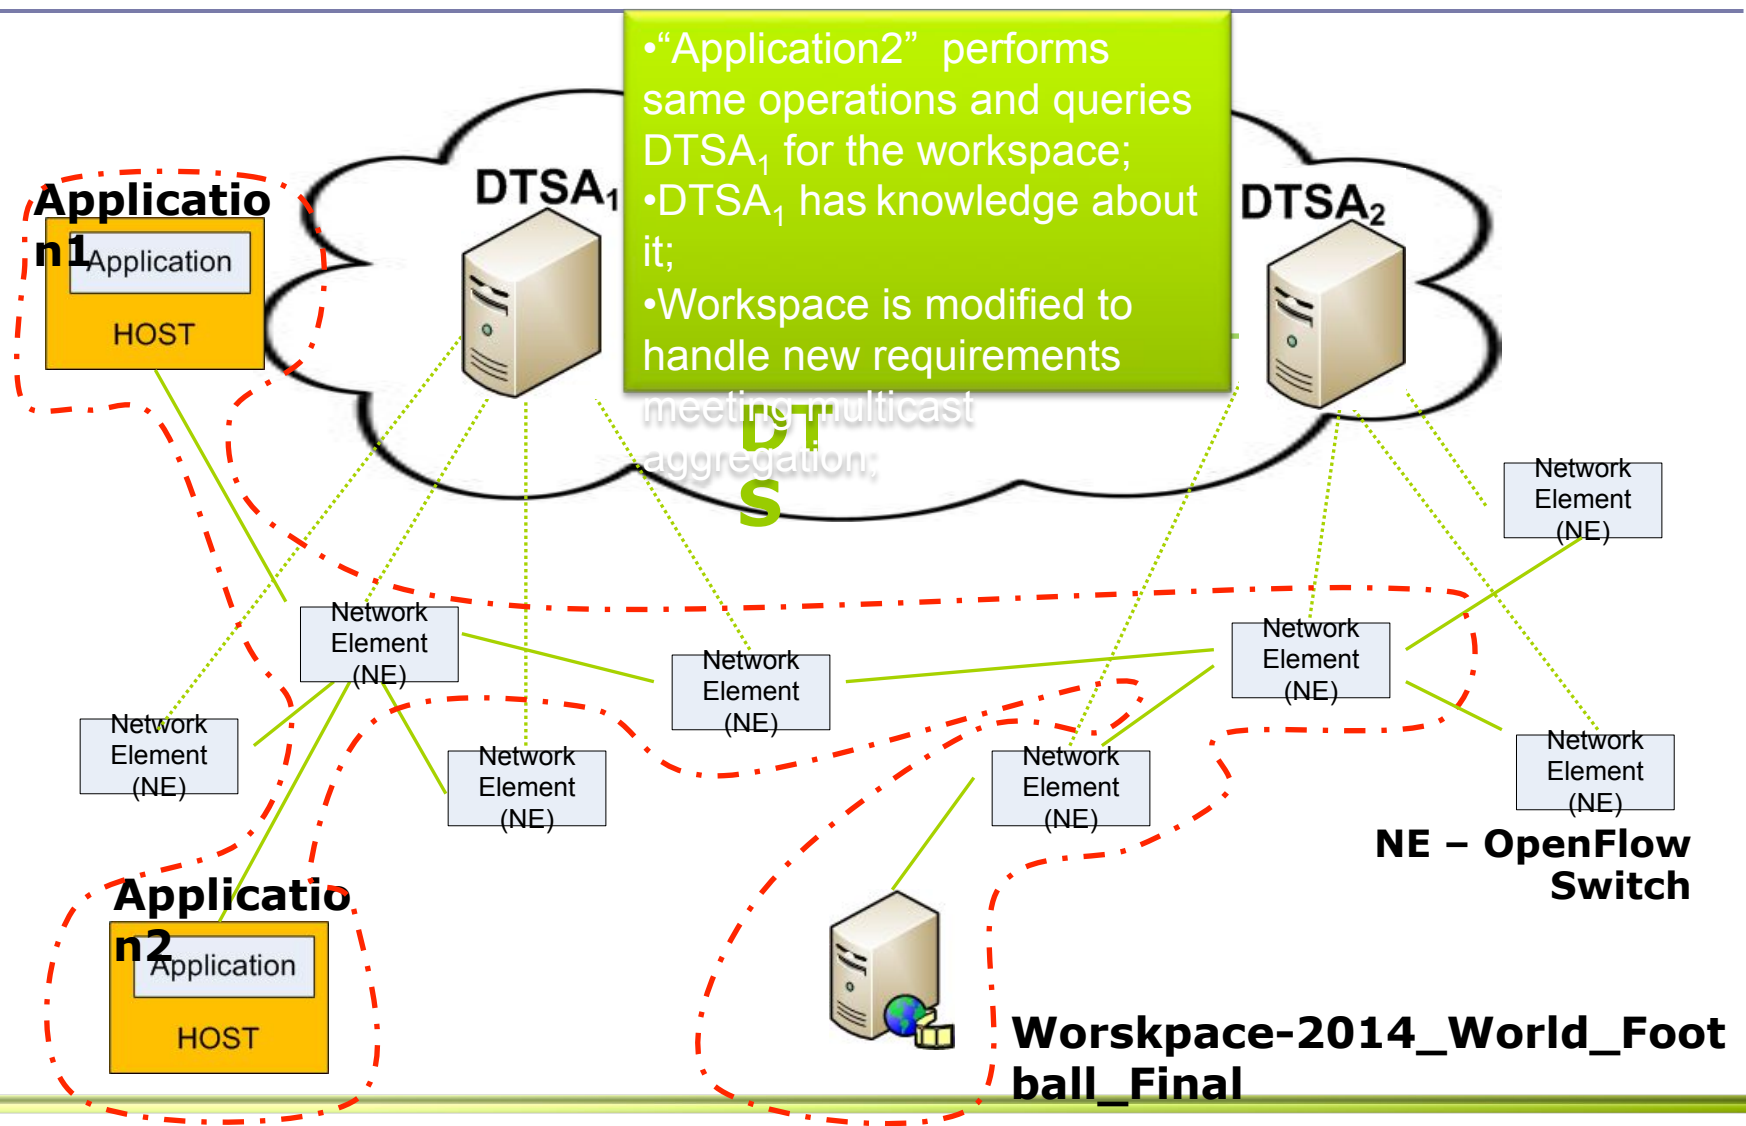 •“Application2” performs
same operations and queries
DTSA₁ for the workspace;
•DTSA₁ has knowledge about
it;
•Workspace is modified to
handle new requirements
meeting multicast
aggregation;
DTSA₁
DTSA₂
DT
S
Applicatio
n1
Application
HOST
Network
Element
(NE)
Network
Element
(NE)
Network
Element
(NE)
Network
Element
(NE)
Network
Element
(NE)
Network
Element
(NE)
Network
Element
(NE)
Network
Element
(NE)
NE – OpenFlow
Switch
Applicatio
n2
Application
HOST
Worskpace-2014_World_Foot
ball_Final